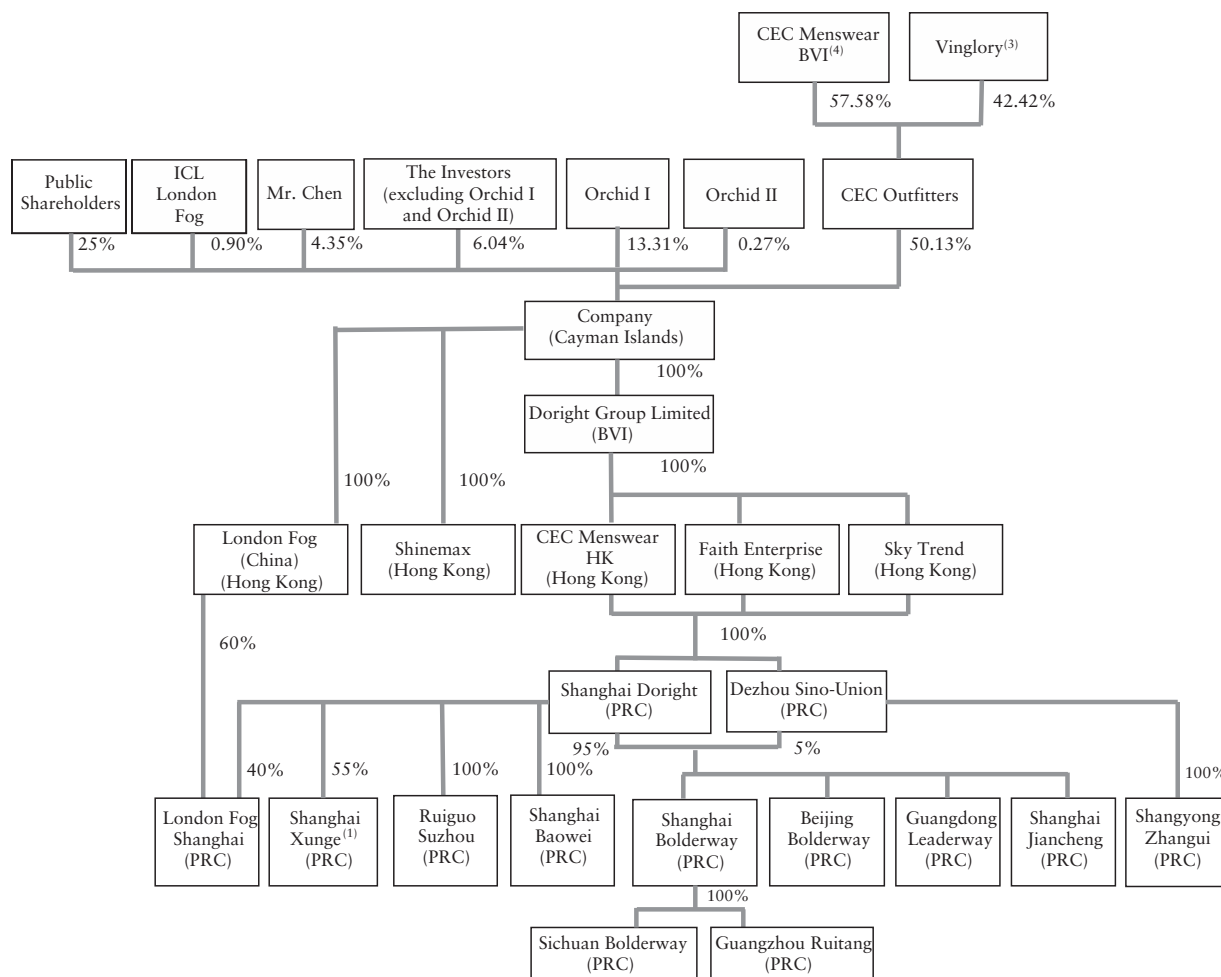 CEC Menswear
BVI(4)
Vinglory(3)
57.58%
42.42%
Public
Shareholders
ICL
London
Fog
Mr. Chen
The Investors
(excluding Orchid I
and Orchid II)
Orchid I
Orchid II
CEC Outfitters
25%
0.90%
4.35%
6.04%
13.31%
0.27%
50.13%
Company
(Cayman Islands)
100%
Doright Group Limited
(BVI)
100%
100%
100%
London Fog
(China)
(Hong Kong)
Shinemax
(Hong Kong)
CEC Menswear
HK
(Hong Kong)
Faith Enterprise
(Hong Kong)
Sky Trend
(Hong Kong)
60%
100%
Shanghai Doright
(PRC)
Dezhou Sino-Union
(PRC)
95%
5%
40%
55%
100%
100%
100%
London Fog
Shanghai
(PRC)
Shanghai
Xunge(1)
(PRC)
Ruiguo
Suzhou
(PRC)
Shanghai
Baowei
(PRC)
Shanghai
Bolderway
(PRC)
Beijing
Bolderway
(PRC)
Guangdong
Leaderway
(PRC)
Shanghai
Jiancheng
(PRC)
Shangyong
Zhangui
(PRC)
100%
Sichuan Bolderway
(PRC)
Guangzhou Ruitang
(PRC)